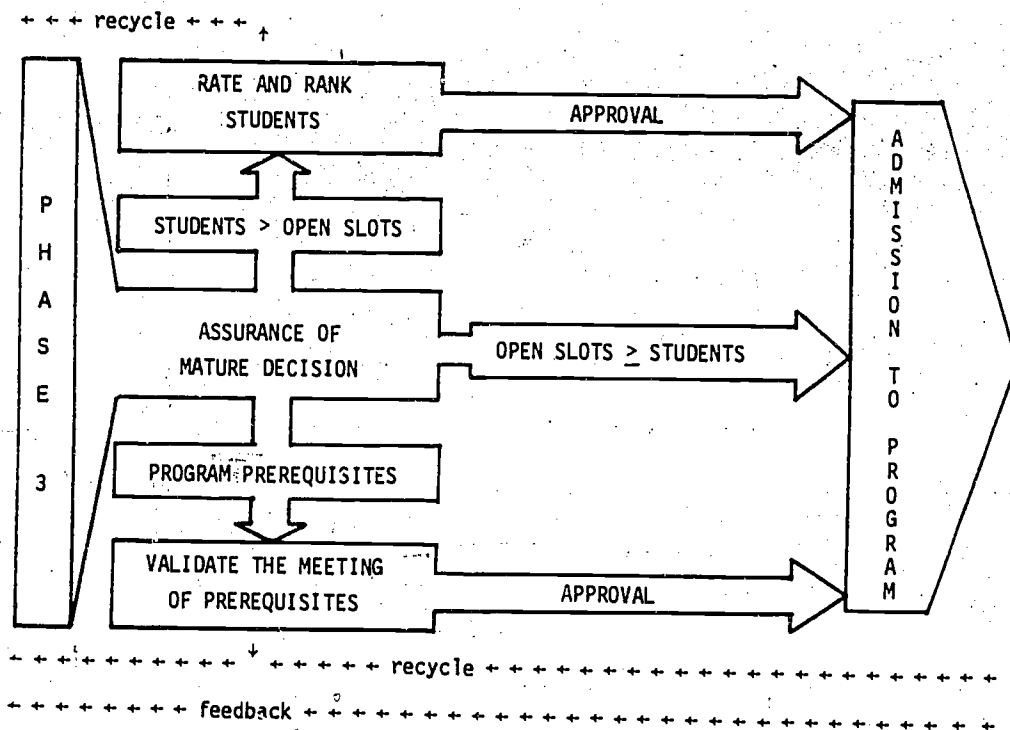 ← ← ← recycle ← ← ←
↑
RATE AND RANK
STUDENTS
APPROVAL
STUDENTS > OPEN SLOTS
PHASE 3
ASSURANCE OF
MATURE DECISION
OPEN SLOTS ≥ STUDENTS
ADMISSION TO PROGRAM
PROGRAM PREREQUISITES
VALIDATE THE MEETING
OF PREREQUISITES
APPROVAL
↓
← ← ← ← ← ← ← ← ← ← ← ← ← ← recycle ← ← ← ← ← ← ← ← ← ← ← ← ← ← ← ← ← ←
← ← ← ← ← ← ← feedback ← ← ← ← ← ← ← ← ← ← ← ← ← ← ← ← ← ← ← ← ← ←